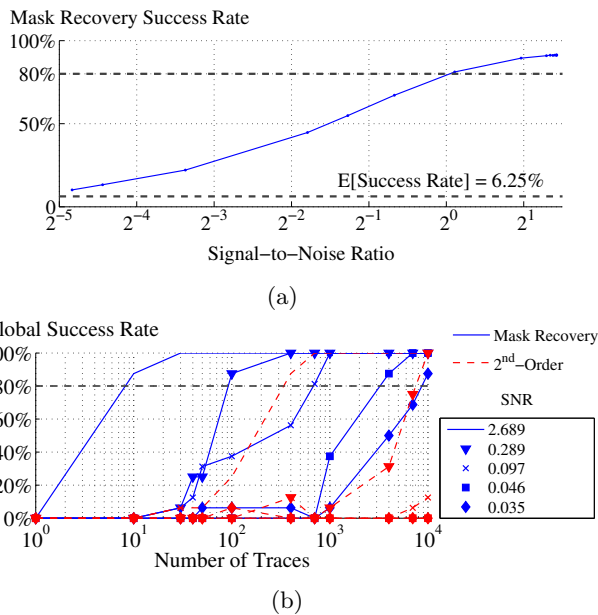 Mask Recovery Success Rate
100%
80%
50%
0
E[Success Rate] = 6.25%
2^-5 2^-4 2^-3 2^-2 2^-1 2^0 2^1
Signal-to-Noise Ratio
(a)
lobal Success Rate
00%
80%
60%
40%
20%
0%
10^0 10^1 10^2 10^3 10^4
Number of Traces
Mask Recovery
2^nd-Order
SNR
2.689
0.289
0.097
0.046
0.035
(b)